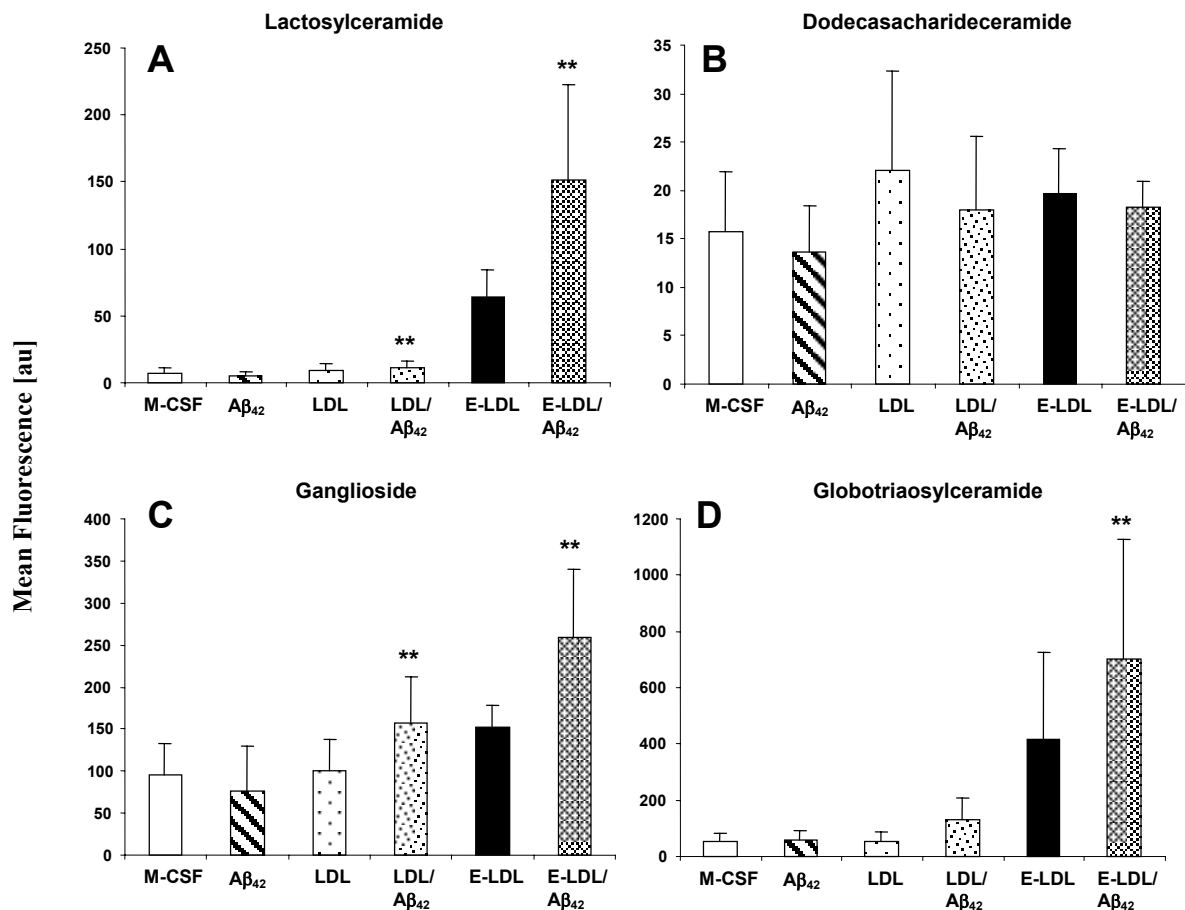 Mean Fluorescence [au]
Lactosylceramide
A
250
200
150
100
50
0
**
**
M-CSF Aβ₄₂ LDL LDL/ E-LDL E-LDL/
Aβ₄₂ Aβ₄₂
Dodecasacharideceramide
B
35
30
25
20
15
10
5
0
M-CSF Aβ₄₂ LDL LDL/ E-LDL E-LDL/
Aβ₄₂ Aβ₄₂
Ganglioside
C
400
350
300
250
200
150
100
50
0
**
**
M-CSF Aβ₄₂ LDL LDL/ E-LDL E-LDL/
Aβ₄₂ Aβ₄₂
Globotriaosylceramide
D
1200
1000
800
600
400
200
0
**
M-CSF Aβ₄₂ LDL LDL/ E-LDL E-LDL/
Aβ₄₂ Aβ₄₂